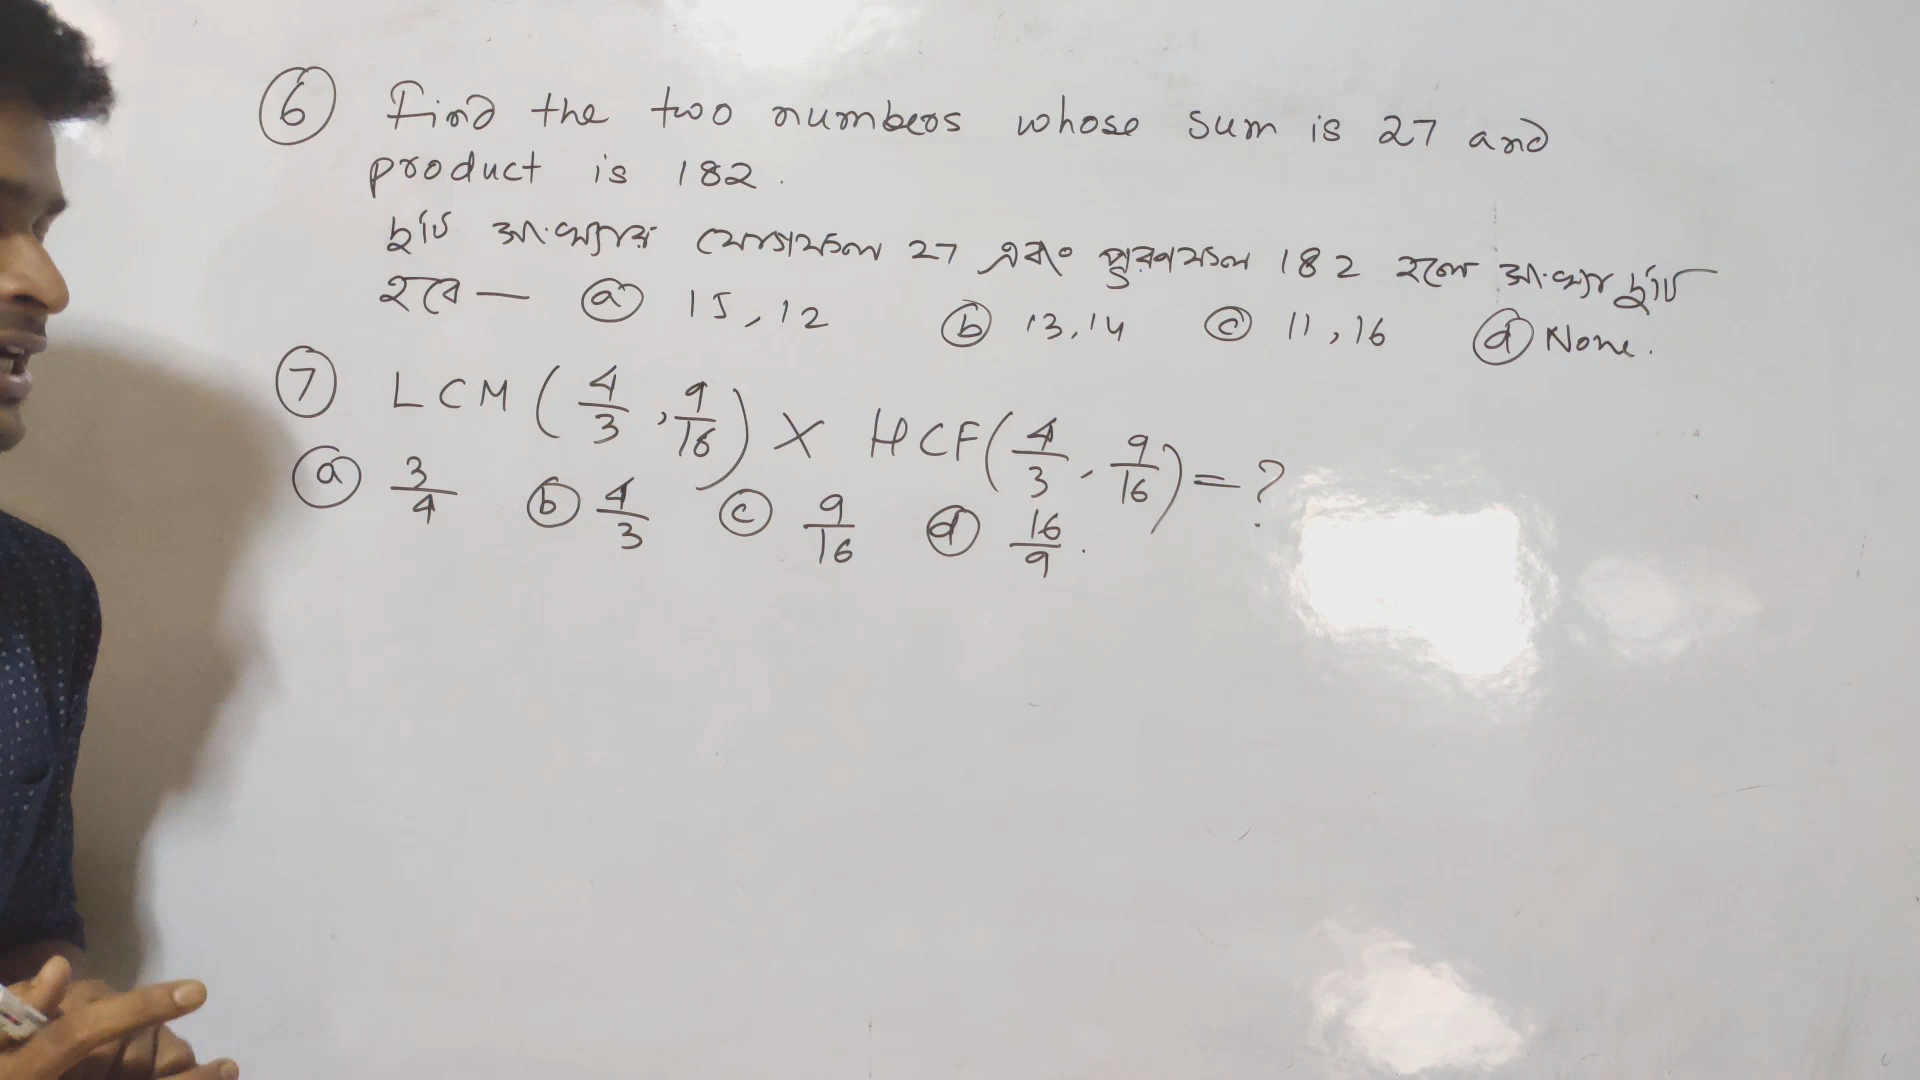 6 Find the two numbers whose sum is 27 and
product is 182.
দুটি সংখ্যার যোগফল 27 এবং পুরণফল 182 হলে সংখ্যা দুটি
হবে — (a) 15, 12 (b) 13, 14 (c) 11, 16 (d) None.
7 LCM (4/3, 9/16) × HCF (4/3, 9/16) = ?
(a) 3/4 (b) 4/3 (c) 9/16 (d) 16/9.